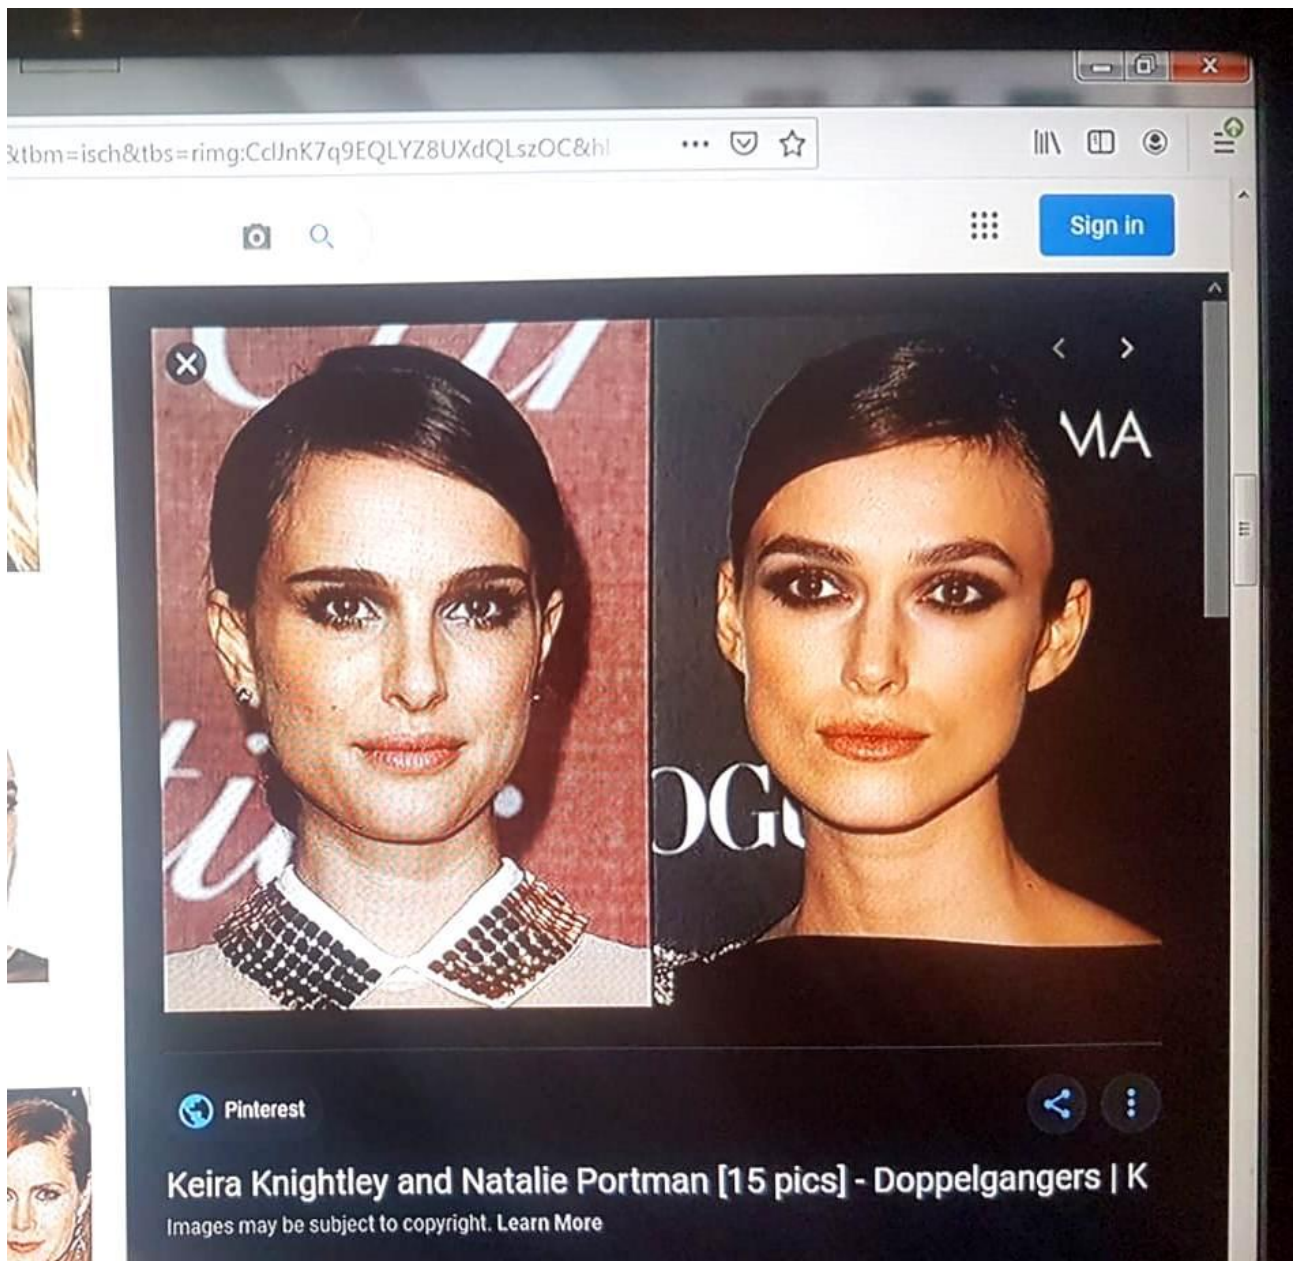 &tbm=isch&tbs=rimg:CclJnK7q9EQLYZ8UXdQLszOC&hl
Sign in
MA
OGU
Pinterest
Keira Knightley and Natalie Portman [15 pics] - Doppelgangers | K
Images may be subject to copyright. Learn More